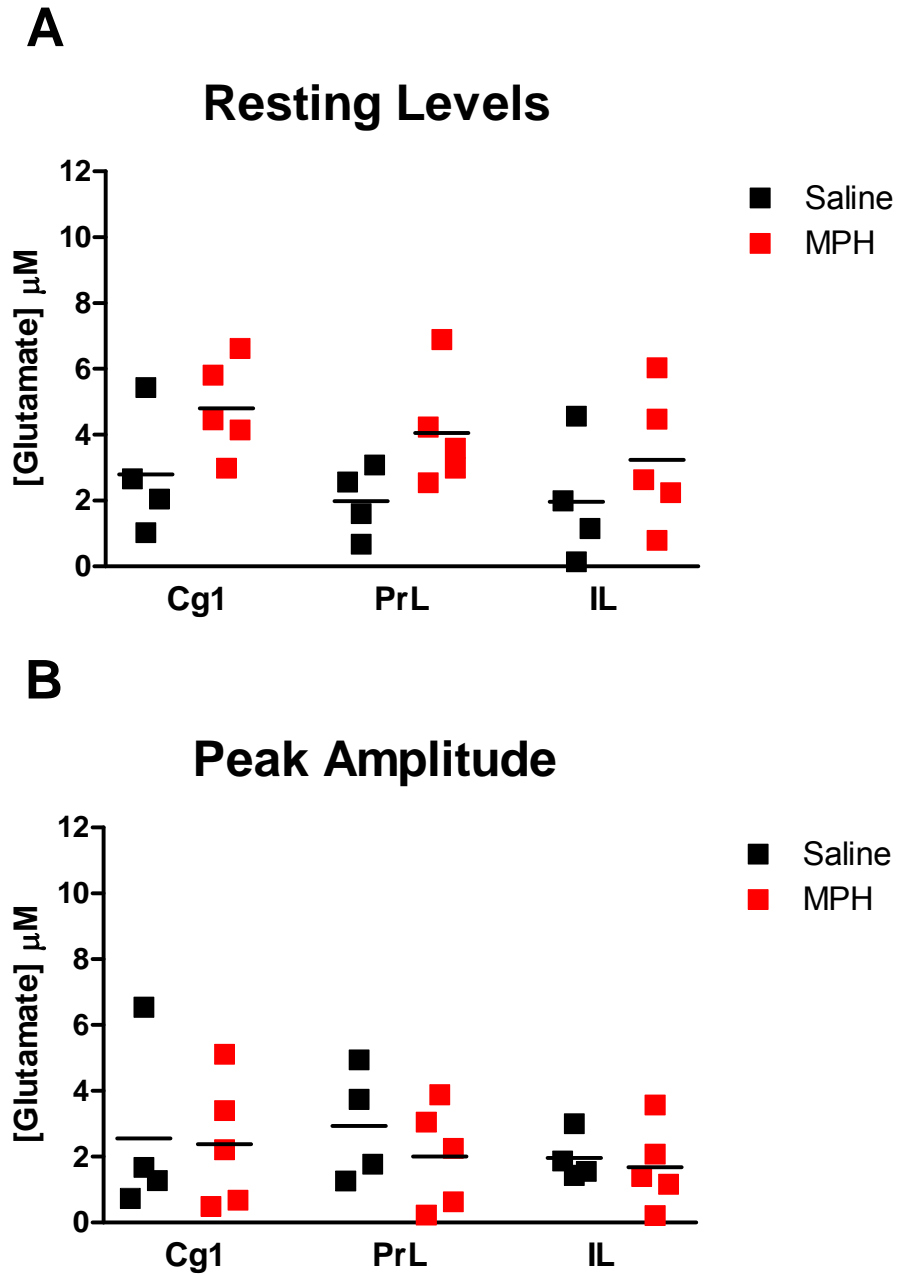 A
Resting Levels
12
10
8
6
4
2
0
[Glutamate] μM
Cg1 PrL IL
Saline
MPH
B
Peak Amplitude
12
10
8
6
4
2
0
[Glutamate] μM
Cg1 PrL IL
Saline
MPH